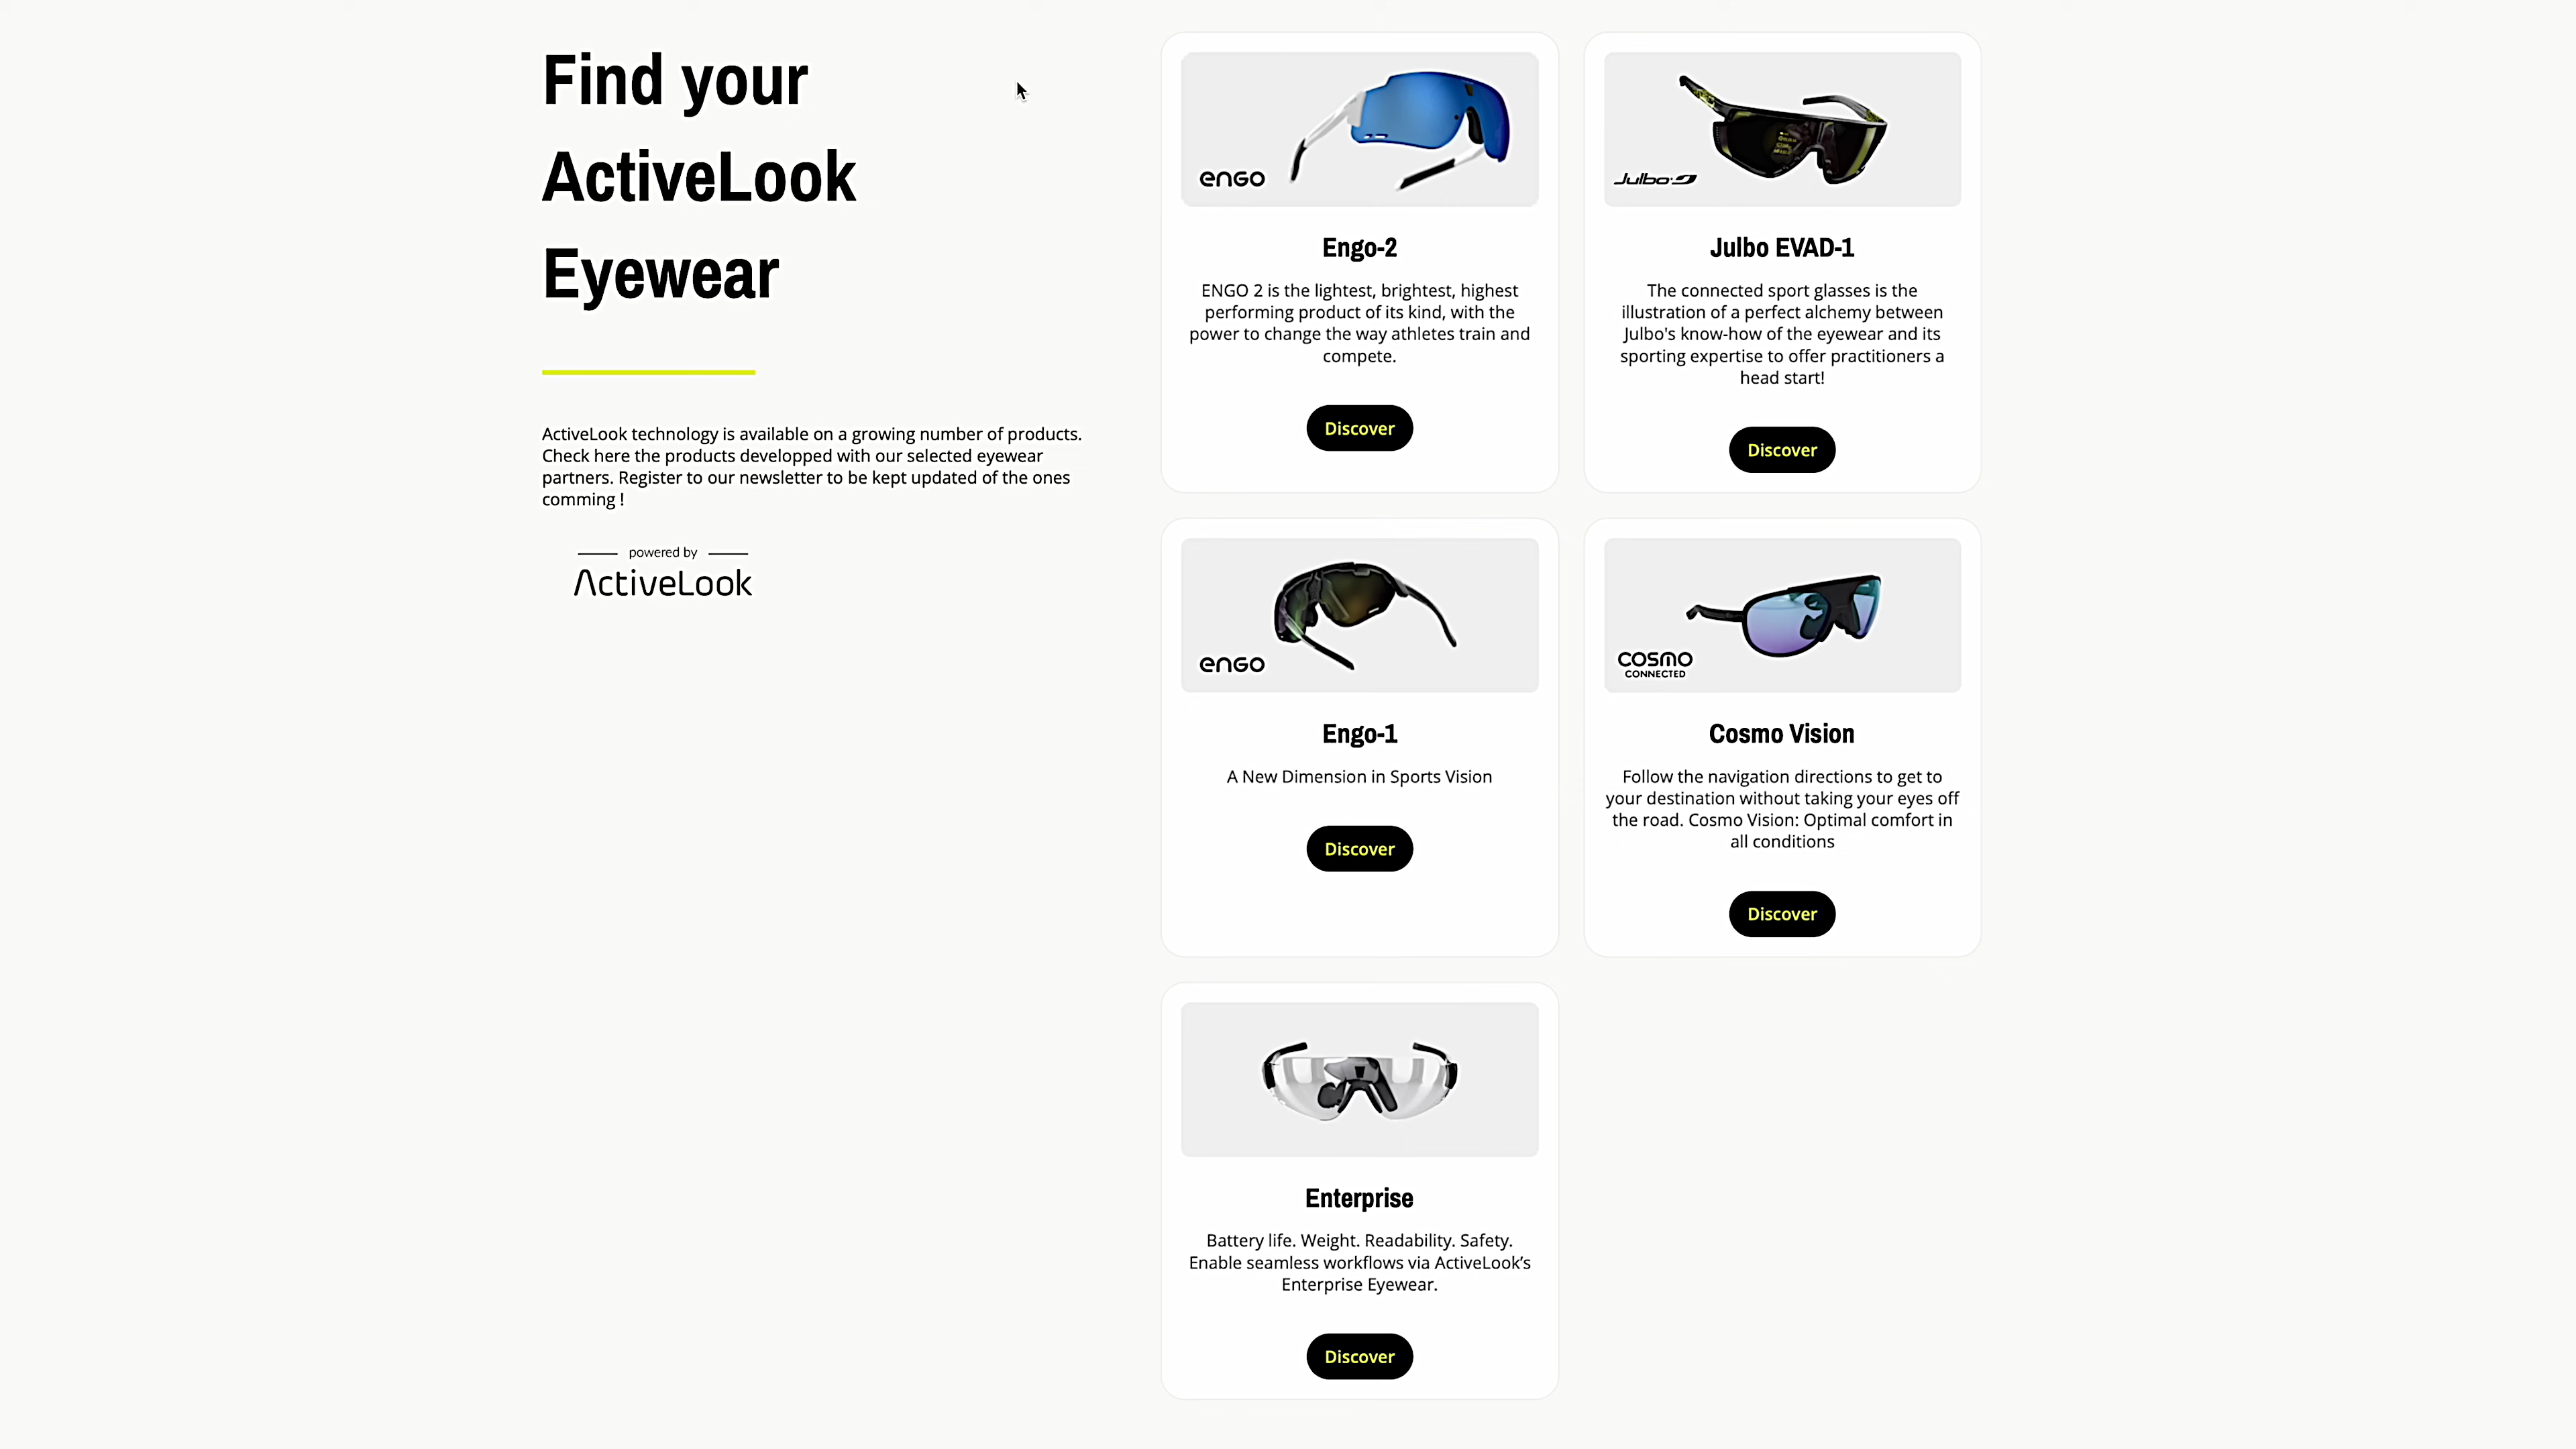 Find your
ActiveLook
Eyewear
ActiveLook technology is available on a growing number of products.
Check here the products developped with our selected eyewear
partners. Register to our newsletter to be kept updated of the ones
comming !
powered by
ActiveLook
ENGO
Engo-2
ENGO 2 is the lightest, brightest, highest
performing product of its kind, with the
power to change the way athletes train and
compete.
Discover
Julbo
Julbo EVAD-1
The connected sport glasses is the
illustration of a perfect alchemy between
Julbo's know-how of the eyewear and its
sporting expertise to offer practitioners a
head start!
Discover
ENGO
Engo-1
A New Dimension in Sports Vision
Discover
COSMO
CONNECTED
Cosmo Vision
Follow the navigation directions to get to
your destination without taking your eyes off
the road. Cosmo Vision: Optimal comfort in
all conditions
Discover
Enterprise
Battery life. Weight. Readability. Safety.
Enable seamless workflows via ActiveLook’s
Enterprise Eyewear.
Discover